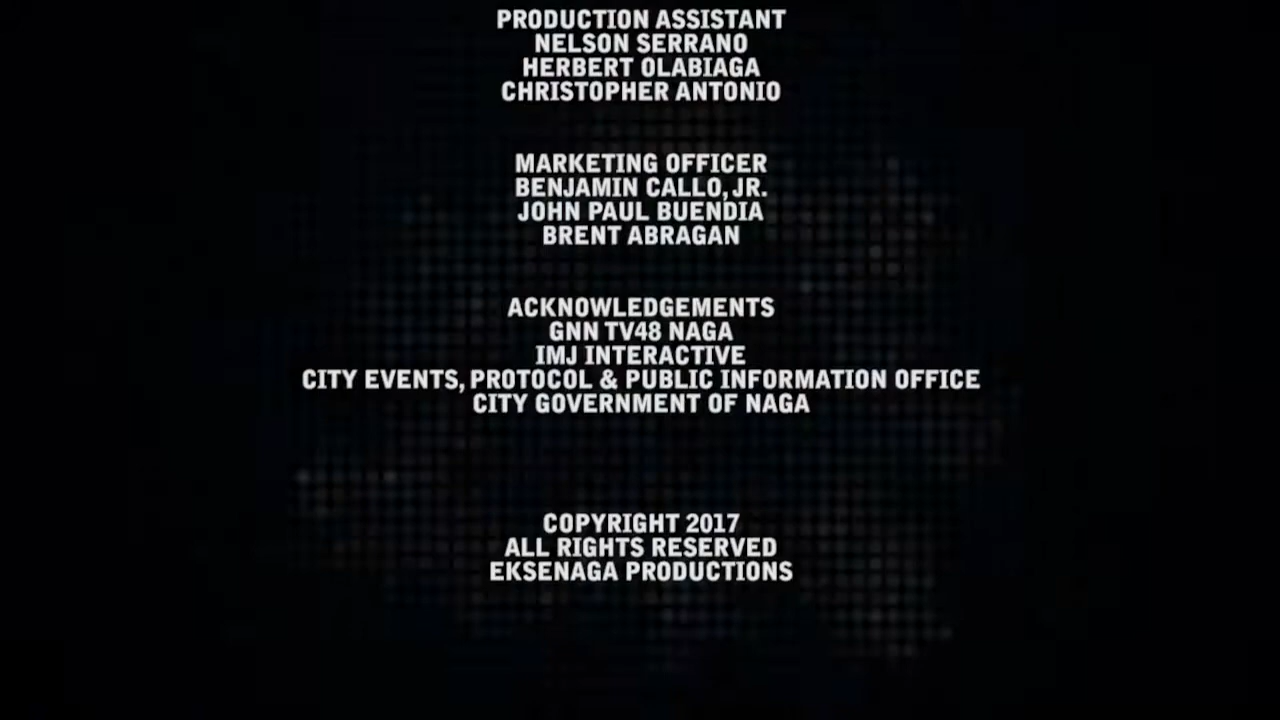 PRODUCTION ASSISTANT
NELSON SERRANO
HERBERT OLABIAGA
CHRISTOPHER ANTONIO
MARKETING OFFICER
BENJAMIN CALLO, JR.
JOHN PAUL BUENDIA
BRENT ABRAGAN
ACKNOWLEDGEMENTS
GNN TV48 NAGA
IMJ INTERACTIVE
CITY EVENTS, PROTOCOL & PUBLIC INFORMATION OFFICE
CITY GOVERNMENT OF NAGA
COPYRIGHT 2017
ALL RIGHTS RESERVED
EKSENAGA PRODUCTIONS